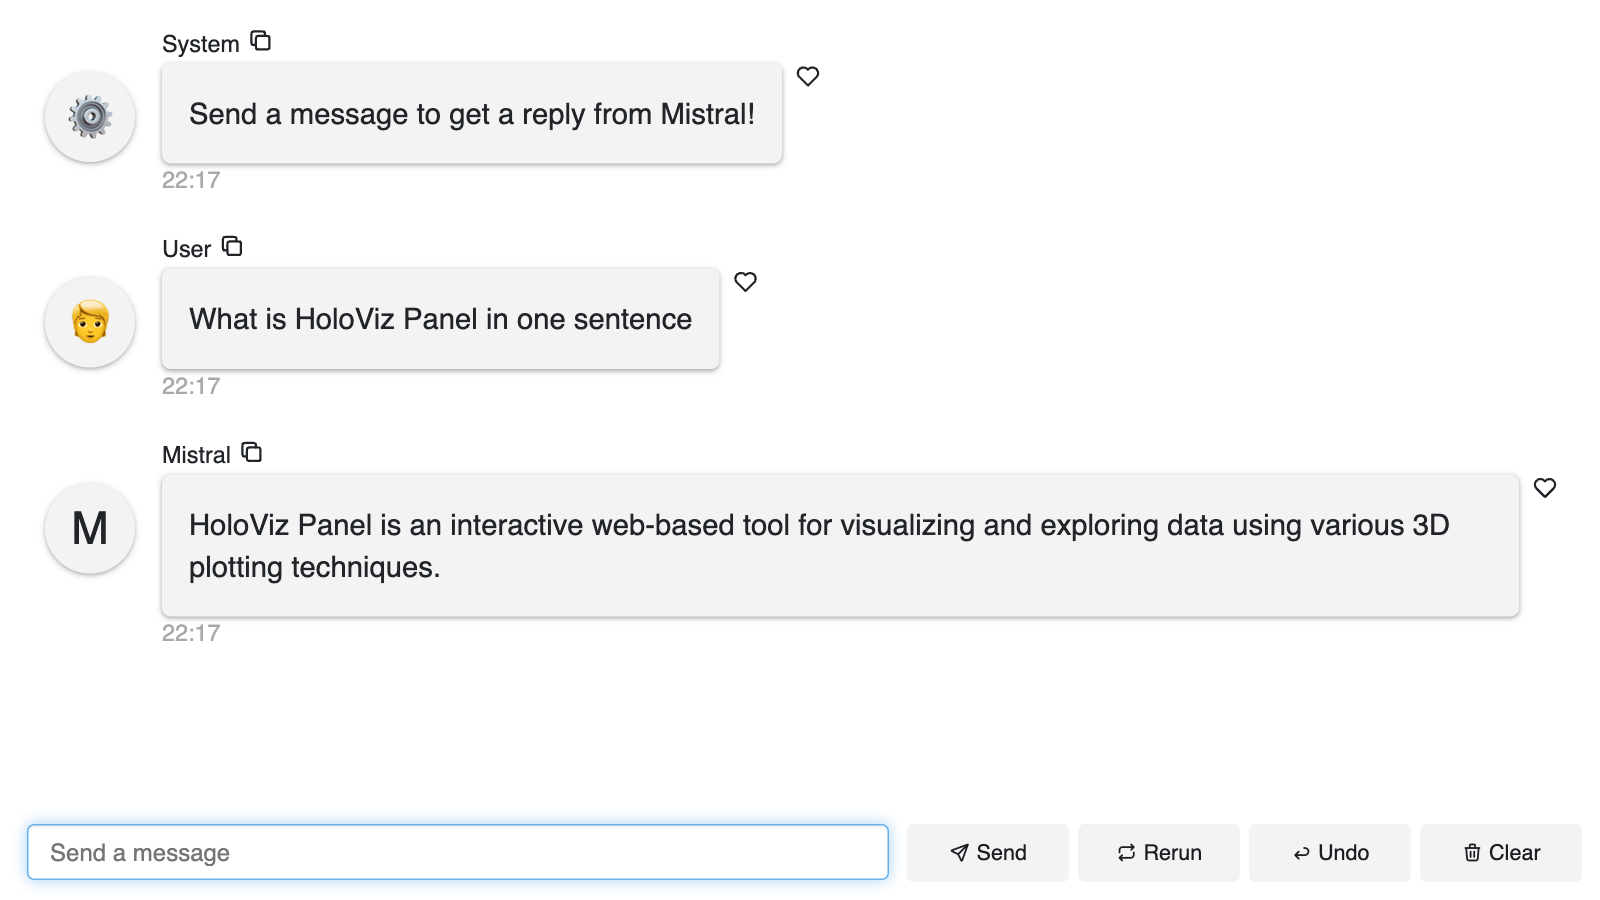 System
Send a message to get a reply from Mistral!
22:17
User
What is HoloViz Panel in one sentence
22:17
Mistral
M
HoloViz Panel is an interactive web-based tool for visualizing and exploring data using various 3D
plotting techniques.
22:17
Send a message
Send
Rerun
Undo
Clear